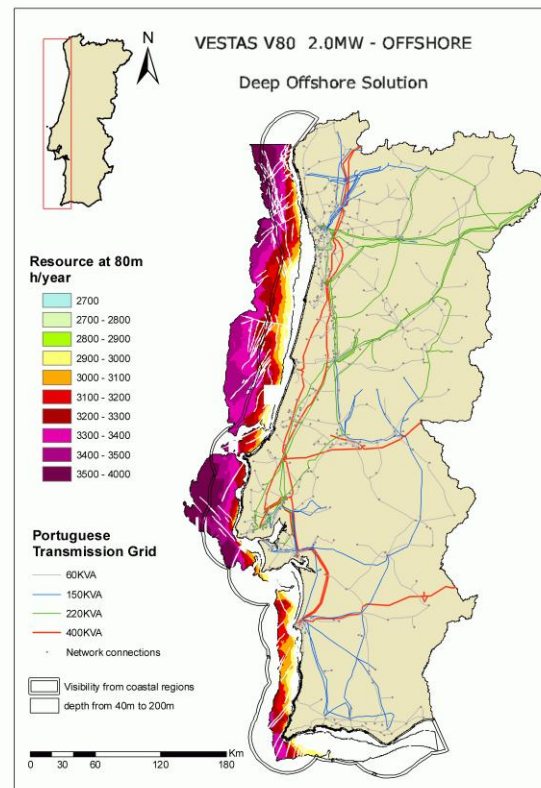 N
VESTAS V80 2.0MW - OFFSHORE
Deep Offshore Solution
Resource at 80m
h/year
2700
2700 - 2800
2800 - 2900
2900 - 3000
3000 - 3100
3100 - 3200
3200 - 3300
3300 - 3400
3400 - 3500
3500 - 4000
Portuguese
Transmission Grid
60KVA
150KVA
220KVA
400KVA
Network connections
Visibility from coastal regions
depth from 40m to 200m
Km
0 30 60 120 180